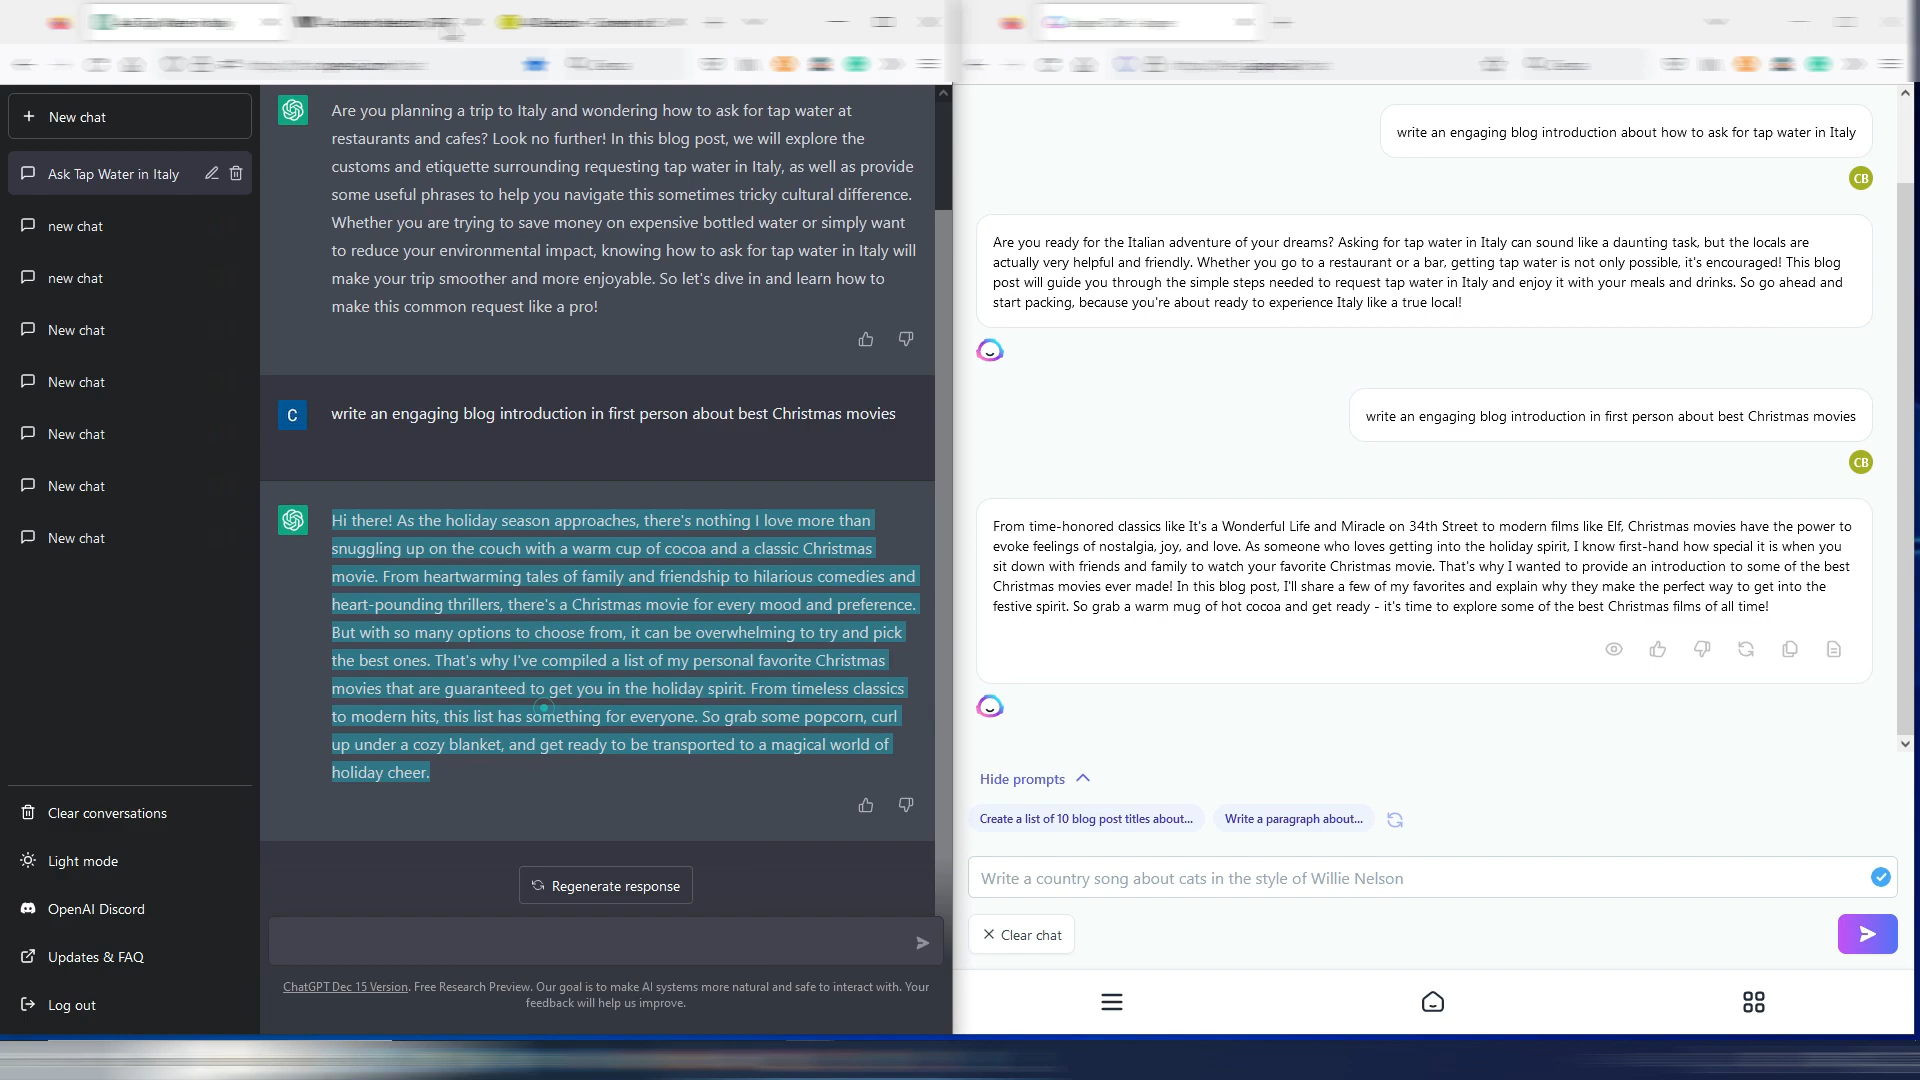 New chat
Ask Tap Water in Italy
new chat
new chat
New chat
New chat
New chat
New chat
New chat
Clear conversations
Light mode
OpenAI Discord
Updates & FAQ
Log out
Are you planning a trip to Italy and wondering how to ask for tap water at
restaurants and cafes? Look no further! In this blog post, we will explore the
customs and etiquette surrounding requesting tap water in Italy, as well as provide
some useful phrases to help you navigate this sometimes tricky cultural difference.
Whether you are trying to save money on expensive bottled water or simply want
to reduce your environmental impact, knowing how to ask for tap water in Italy will
make your trip smoother and more enjoyable. So let's dive in and learn how to
make this common request like a pro!
C
write an engaging blog introduction in first person about best Christmas movies
Hi there! As the holiday season approaches, there's nothing I love more than
snuggling up on the couch with a warm cup of cocoa and a classic Christmas
movie. From heartwarming tales of family and friendship to hilarious comedies and
heart-pounding thrillers, there's a Christmas movie for every mood and preference.
But with so many options to choose from, it can be overwhelming to try and pick
the best ones. That's why I've compiled a list of my personal favorite Christmas
movies that are guaranteed to get you in the holiday spirit. From timeless classics
to modern hits, this list has something for everyone. So grab some popcorn, curl
up under a cozy blanket, and get ready to be transported to a magical world of
holiday cheer.
Regenerate response
ChatGPT Dec 15 Version. Free Research Preview. Our goal is to make AI systems more natural and safe to interact with. Your
feedback will help us improve.
write an engaging blog introduction about how to ask for tap water in Italy
CB
Are you ready for the Italian adventure of your dreams? Asking for tap water in Italy can sound like a daunting task, but the locals are
actually very helpful and friendly. Whether you go to a restaurant or a bar, getting tap water is not only possible, it's encouraged! This blog
post will guide you through the simple steps needed to request tap water in Italy and enjoy it with your meals and drinks. So go ahead and
start packing, because you're about ready to experience Italy like a true local!
write an engaging blog introduction in first person about best Christmas movies
CB
From time-honored classics like It's a Wonderful Life and Miracle on 34th Street to modern films like Elf, Christmas movies have the power to
evoke feelings of nostalgia, joy, and love. As someone who loves getting into the holiday spirit, I know first-hand how special it is when you
sit down with friends and family to watch your favorite Christmas movie. That's why I wanted to provide an introduction to some of the best
Christmas movies ever made! In this blog post, I'll share a few of my favorites and explain why they make the perfect way to get into the
festive spirit. So grab a warm mug of hot cocoa and get ready - it's time to explore some of the best Christmas films of all time!
Hide prompts
Create a list of 10 blog post titles about...
Write a paragraph about...
Write a country song about cats in the style of Willie Nelson
Clear chat